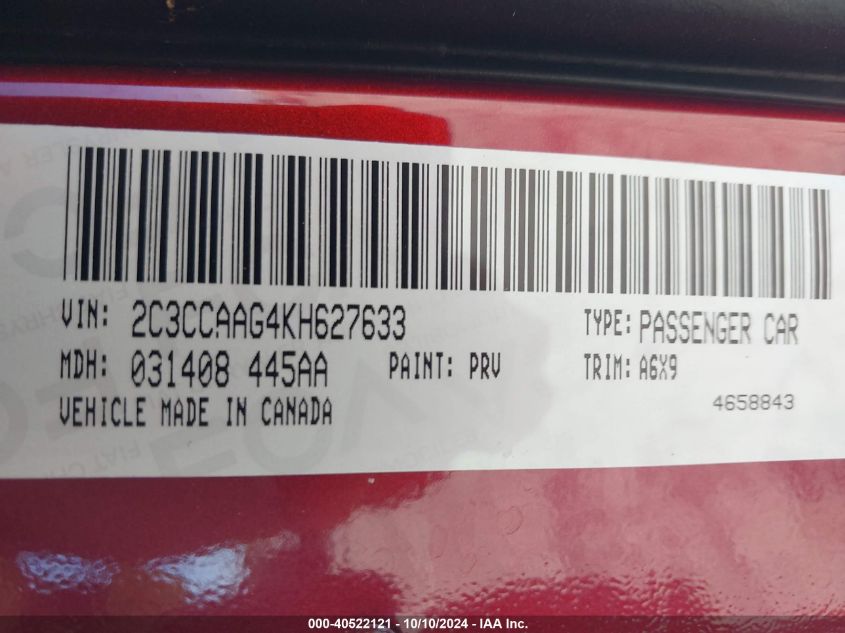 VIN: 2C3CCAAG4KH627633 TYPE: PASSENGER CAR
MDH: 031408 445AA PAINT: PRV TRIM: A6X9
VEHICLE MADE IN CANADA 4658843
000-40522121 - 10/10/2024 - IAA Inc.